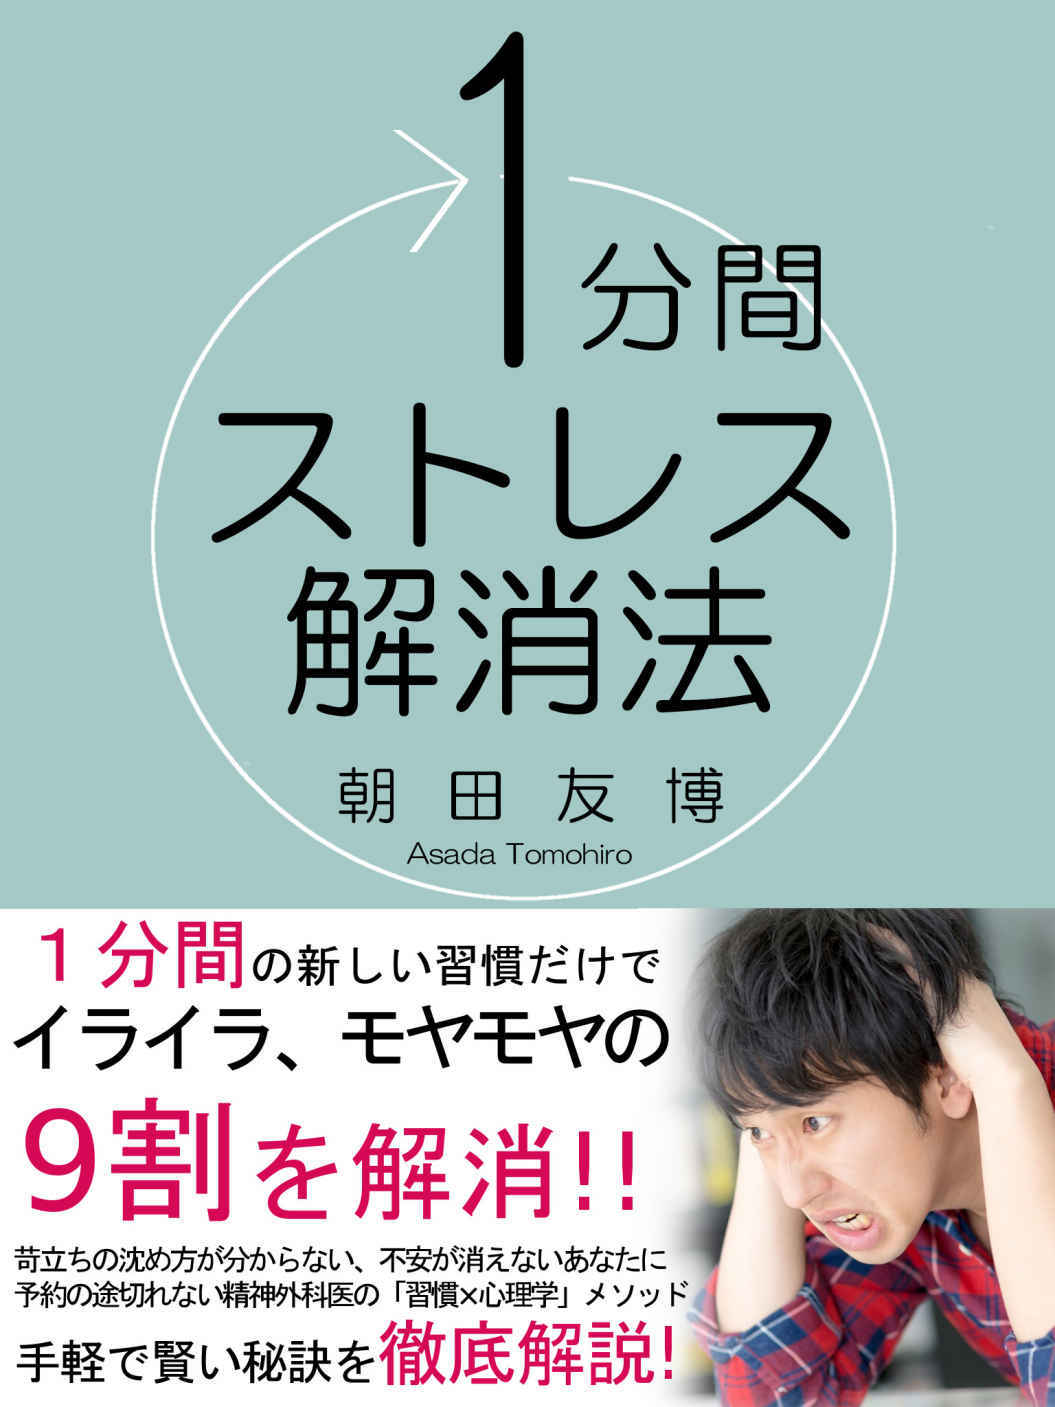 1分間
ストレス
解消法
朝田友博
Asada Tomohiro
１分間の新しい習慣だけで
イライラ、モヤモヤの
9割を解消!!
苛立ちの沈め方が分からない、不安が消えないあなたに
予約の途切れない精神外科医の「習慣×心理学」メソッド
手軽で賢い秘訣を徹底解説!